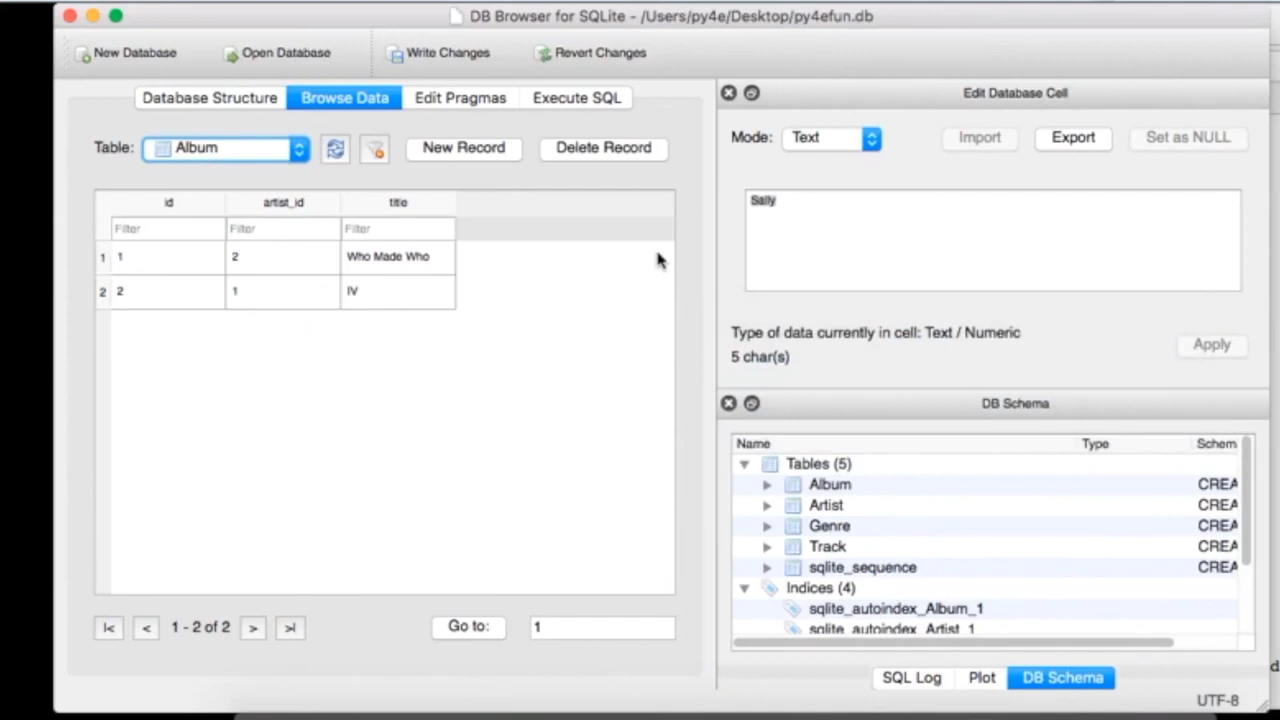 DB Browser for SQLite - /Users/py4e/Desktop/py4efun.db
New Database Open Database Write Changes Revert Changes
Database Structure Browse Data Edit Pragmas Execute SQL
Table: Album New Record Delete Record
id artist_id title
Filter Filter Filter
1 1 2 Who Made Who
2 2 1 IV
|< < 1 - 2 of 2 > >| Go to: 1
Edit Database Cell
Mode: Text Import Export Set as NULL
Sally
Type of data currently in cell: Text / Numeric
5 char(s)
Apply
DB Schema
Name Type Schem
Tables (5)
Album CREA
Artist CREA
Genre CREA
Track CREA
sqlite_sequence CREA
Indices (4)
sqlite_autoindex_Album_1
sqlite_autoindex_Artist_1
SQL Log Plot DB Schema
UTF-8